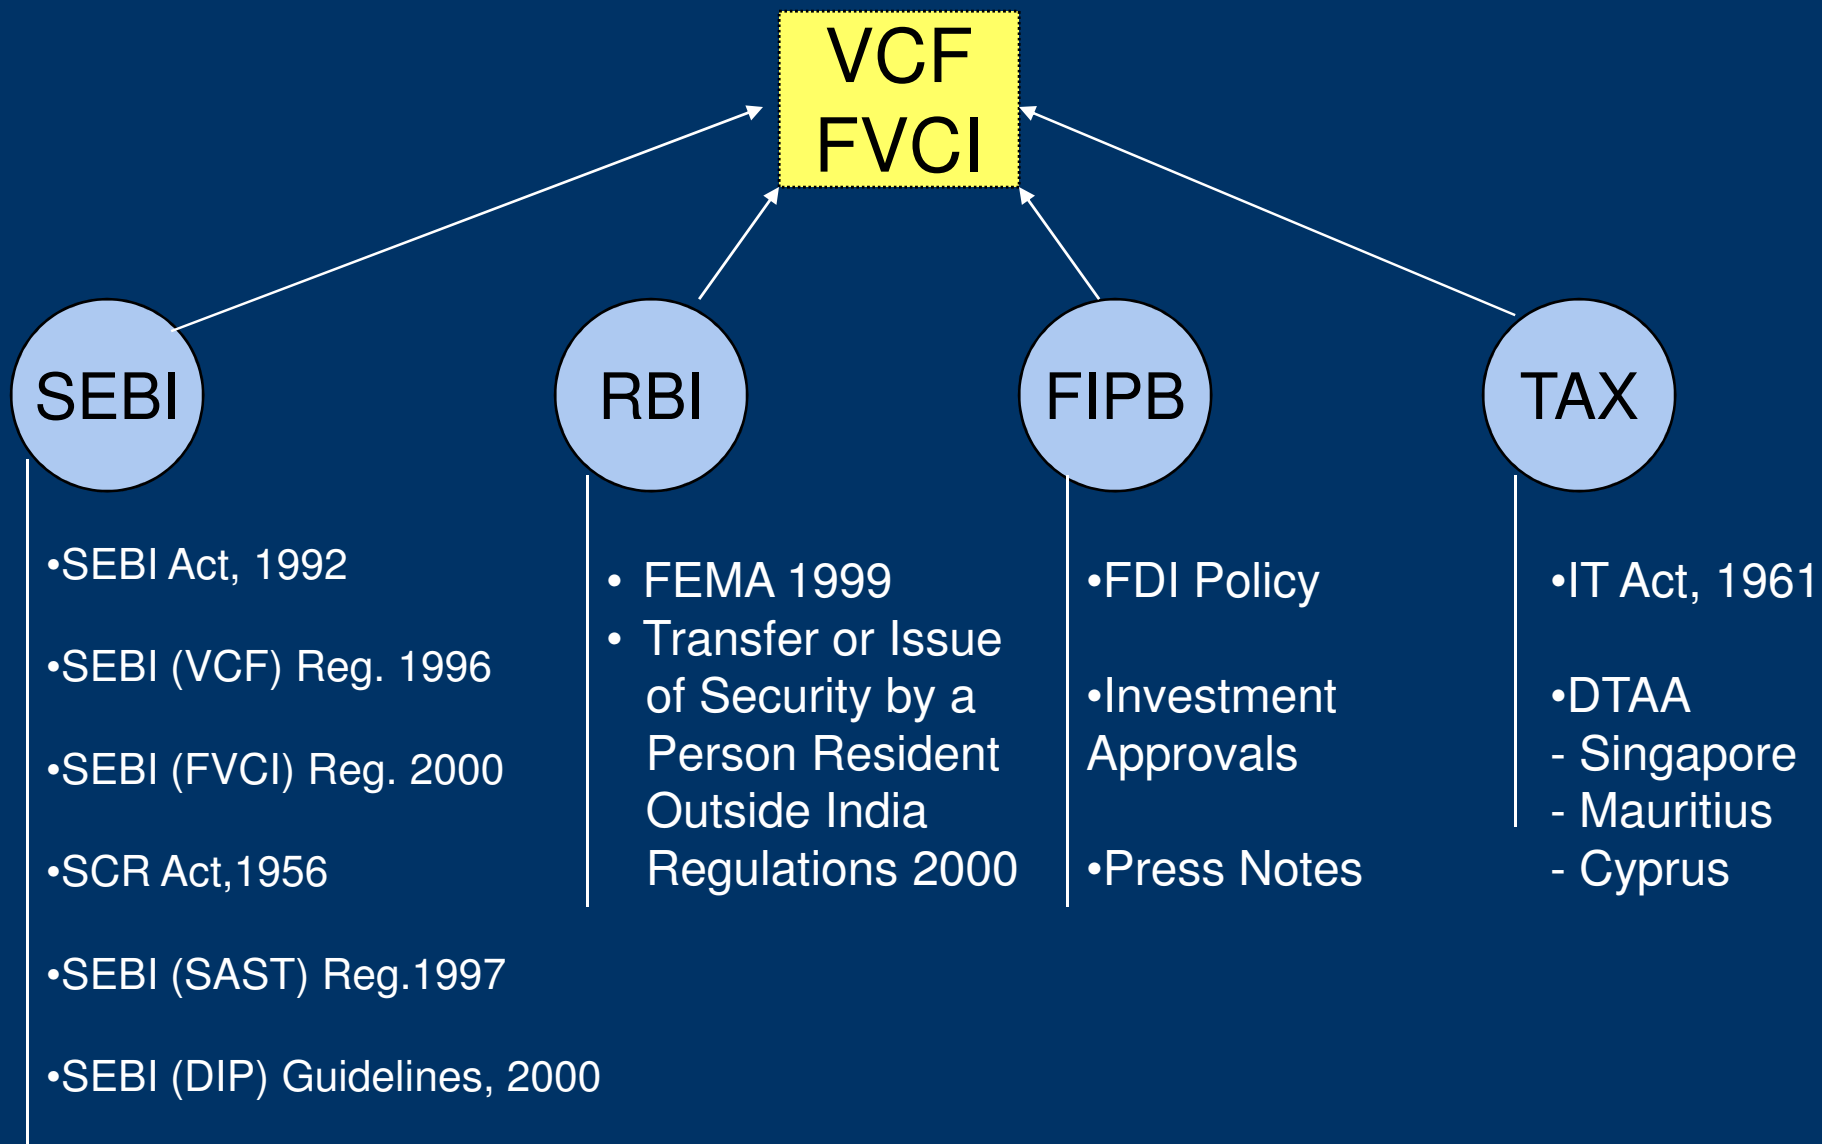 VCF
FVCI
SEBI
RBI
FIPB
TAX
•SEBI Act, 1992
•SEBI (VCF) Reg. 1996
•SEBI (FVCI) Reg. 2000
•SCR Act,1956
•SEBI (SAST) Reg.1997
•SEBI (DIP) Guidelines, 2000
• FEMA 1999
• Transfer or Issue
of Security by a
Person Resident
Outside India
Regulations 2000
•FDI Policy
•Investment
Approvals
•Press Notes
•IT Act, 1961
•DTAA
- Singapore
- Mauritius
- Cyprus